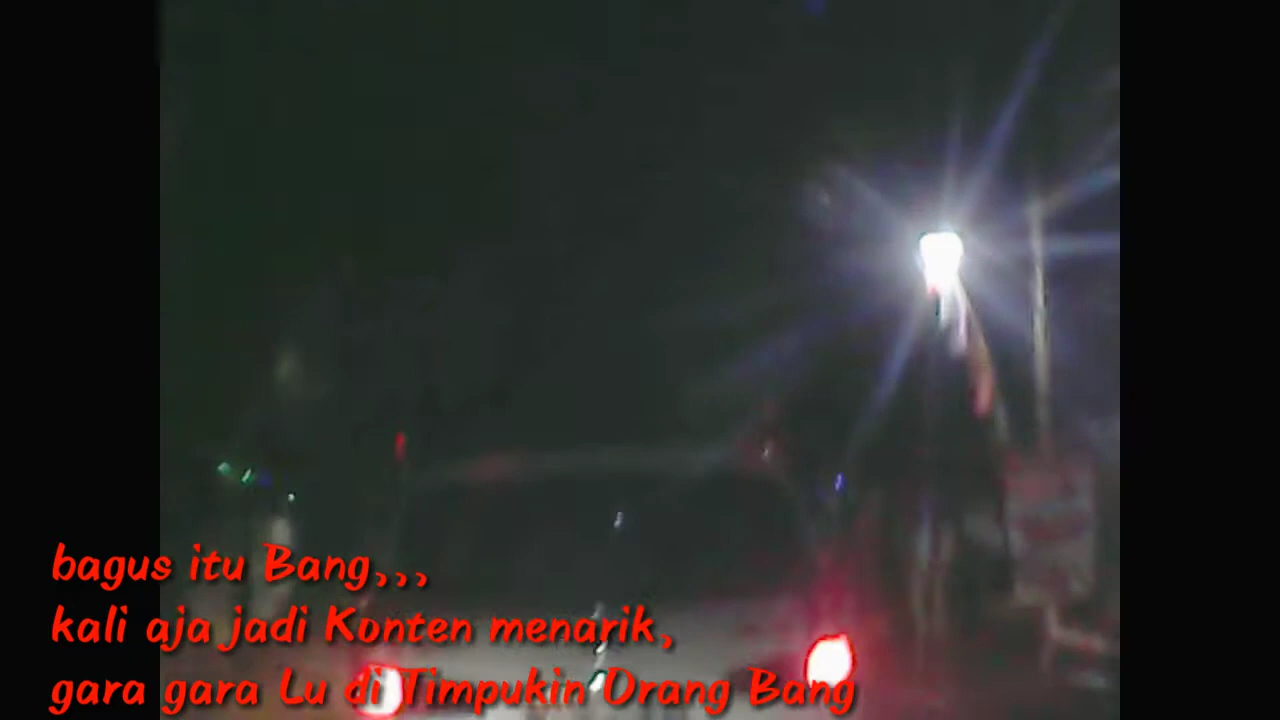 bagus itu Bang,,,
kali aja jadi Konten menarik,
gara gara Lu di Timpukin Orang Bang